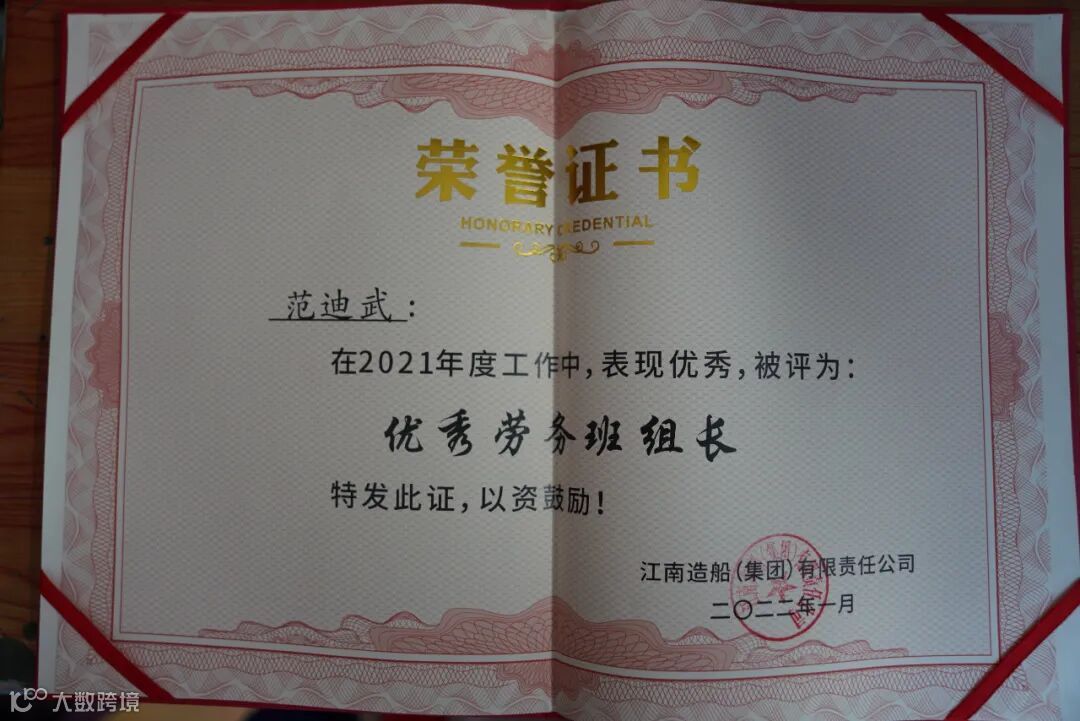 荣誉证书
HONORARY CREDENTIAL
范迪武：
在2021年度工作中，表现优秀，被评为：
优秀劳务班组长
特发此证，以资鼓励！
江南造船（集团）有限责任公司
二〇二二年一月
大数跨境